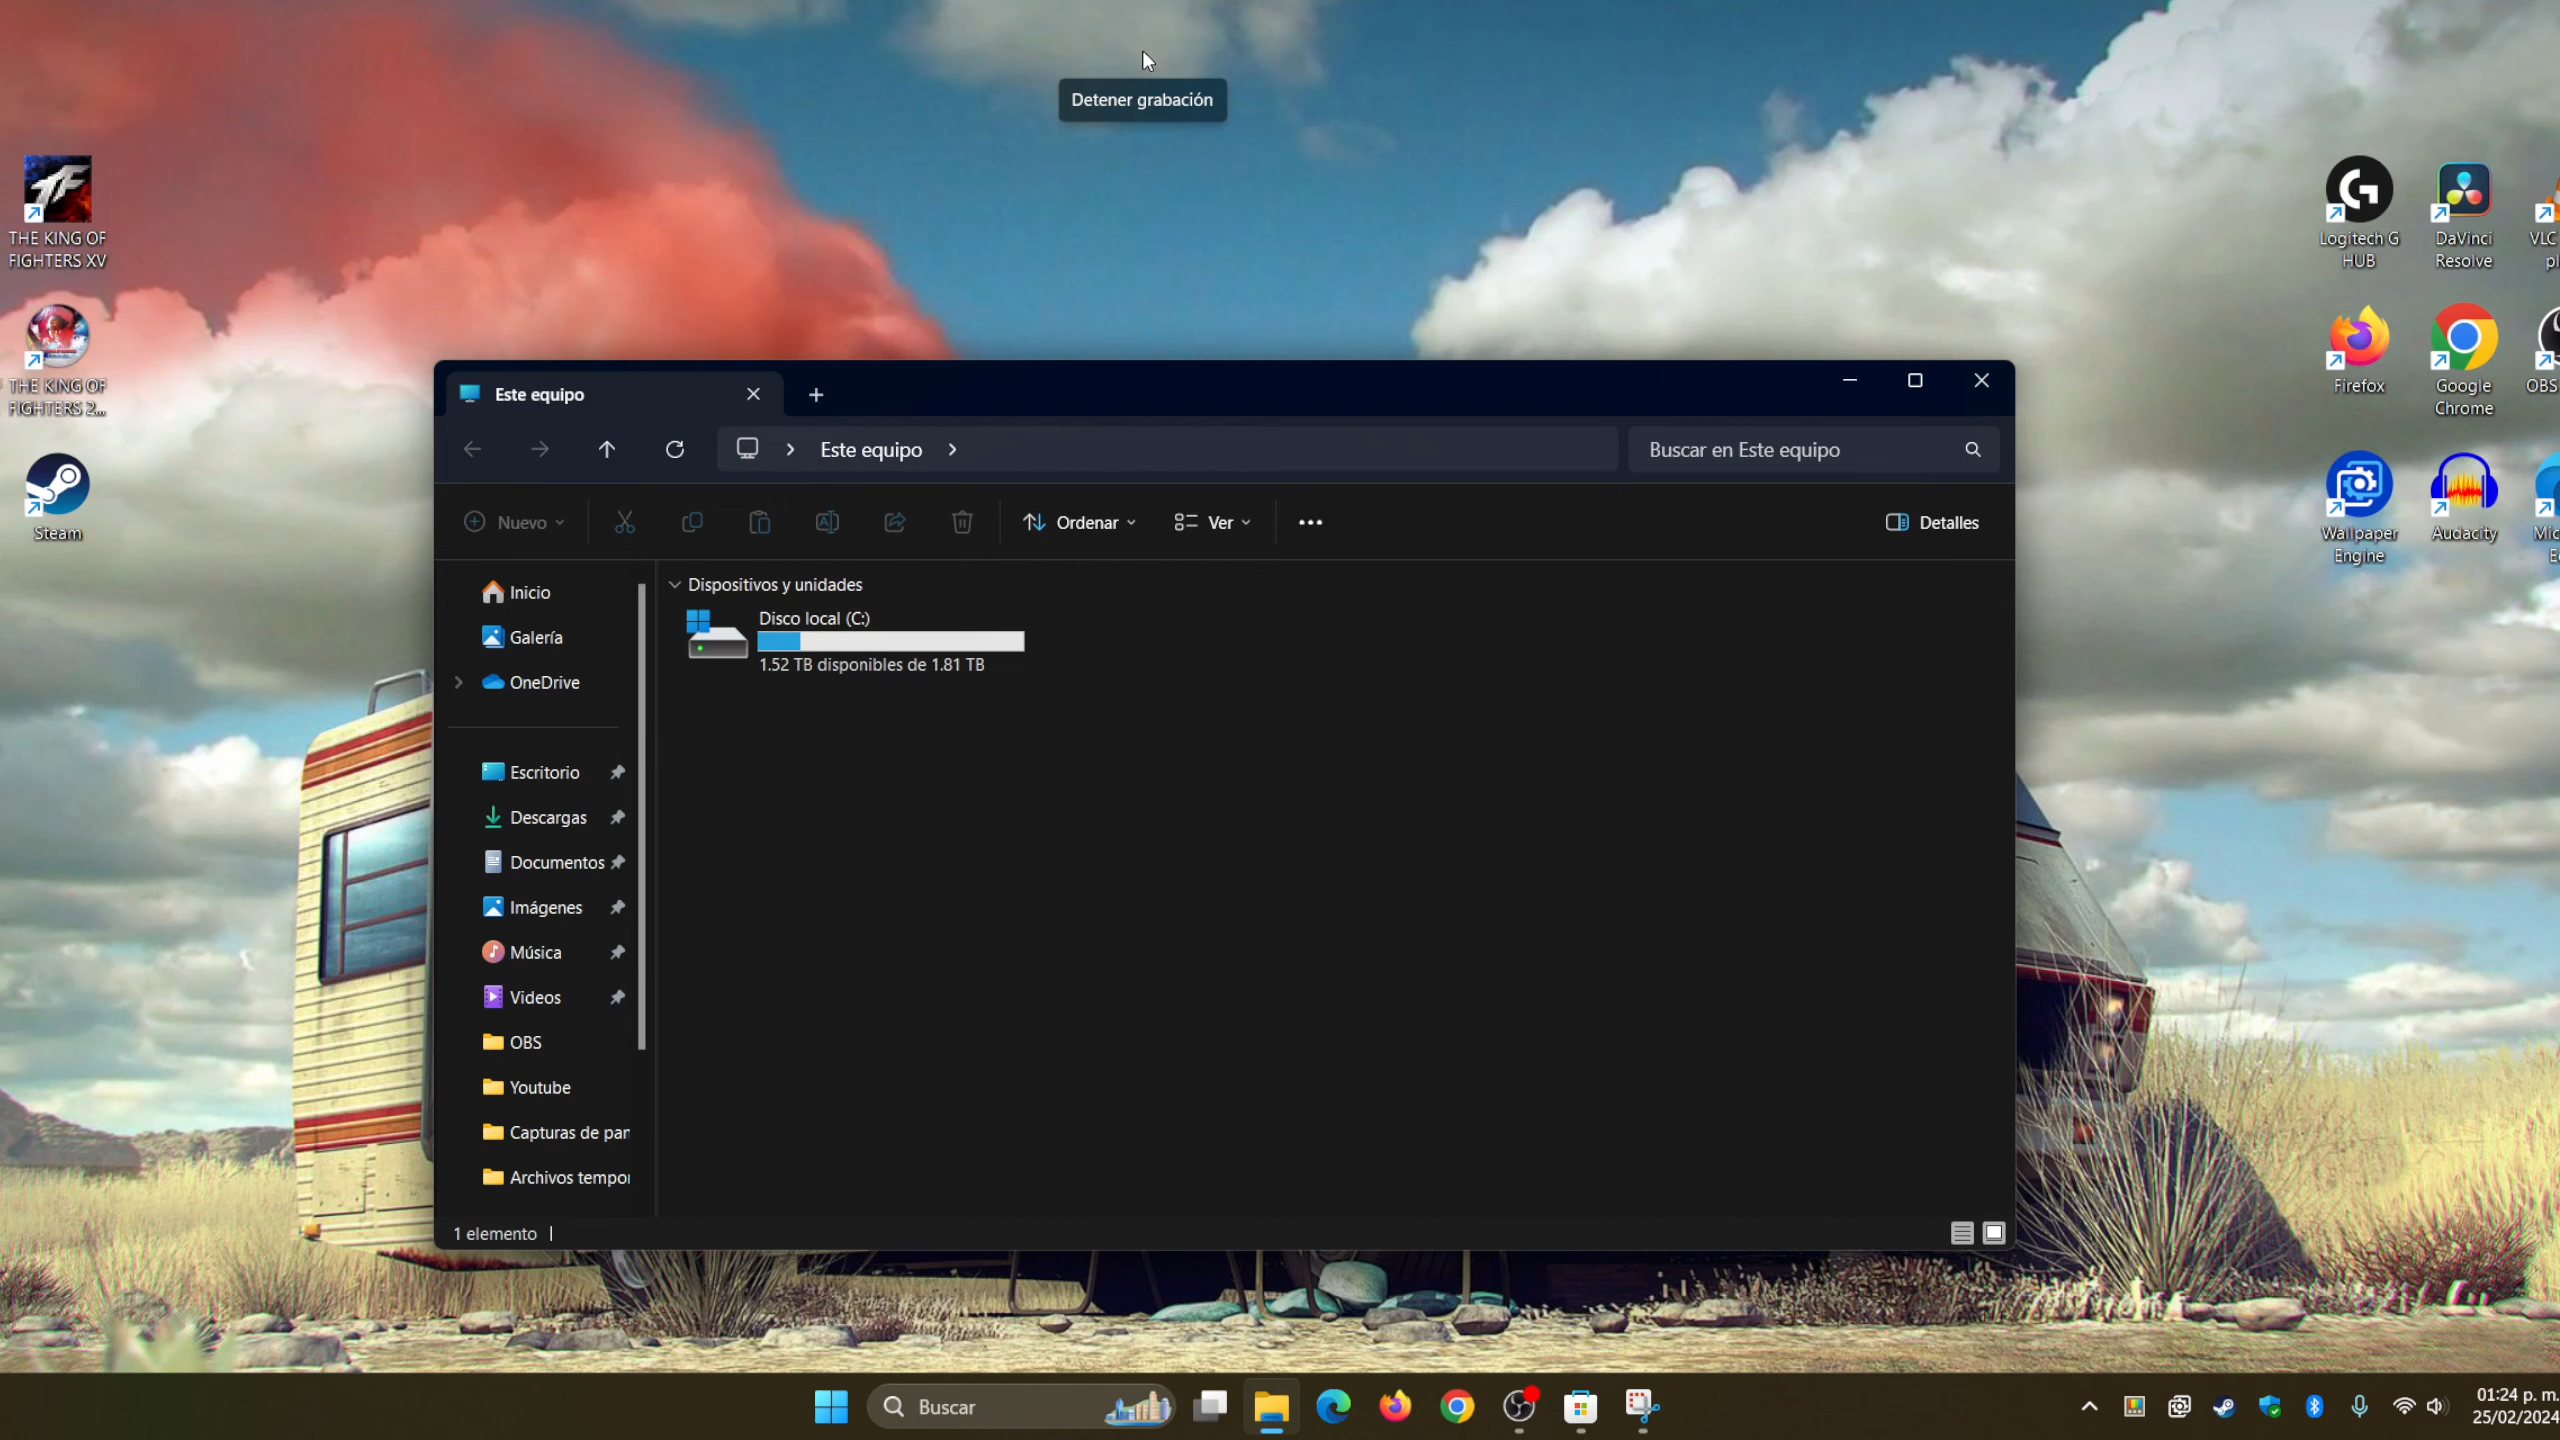 Detener grabación
THE KING OF
FIGHTERS XV
THE KING OF
FIGHTERS 2...
Steam
Logitech G
HUB
DaVinci
Resolve
VLC
Firefox
Google
Chrome
OBS
Wallpaper
Engine
Audacity
Este equipo
Este equipo
Buscar en Este equipo
Nuevo
Ordenar
Ver
Detalles
Inicio
Galería
OneDrive
Escritorio
Descargas
Documentos
Imágenes
Música
Videos
OBS
Youtube
Capturas de pan
Archivos tempor
Dispositivos y unidades
Disco local (C:)
1.52 TB disponibles de 1.81 TB
1 elemento
Buscar
01:24 p. m.
25/02/2024